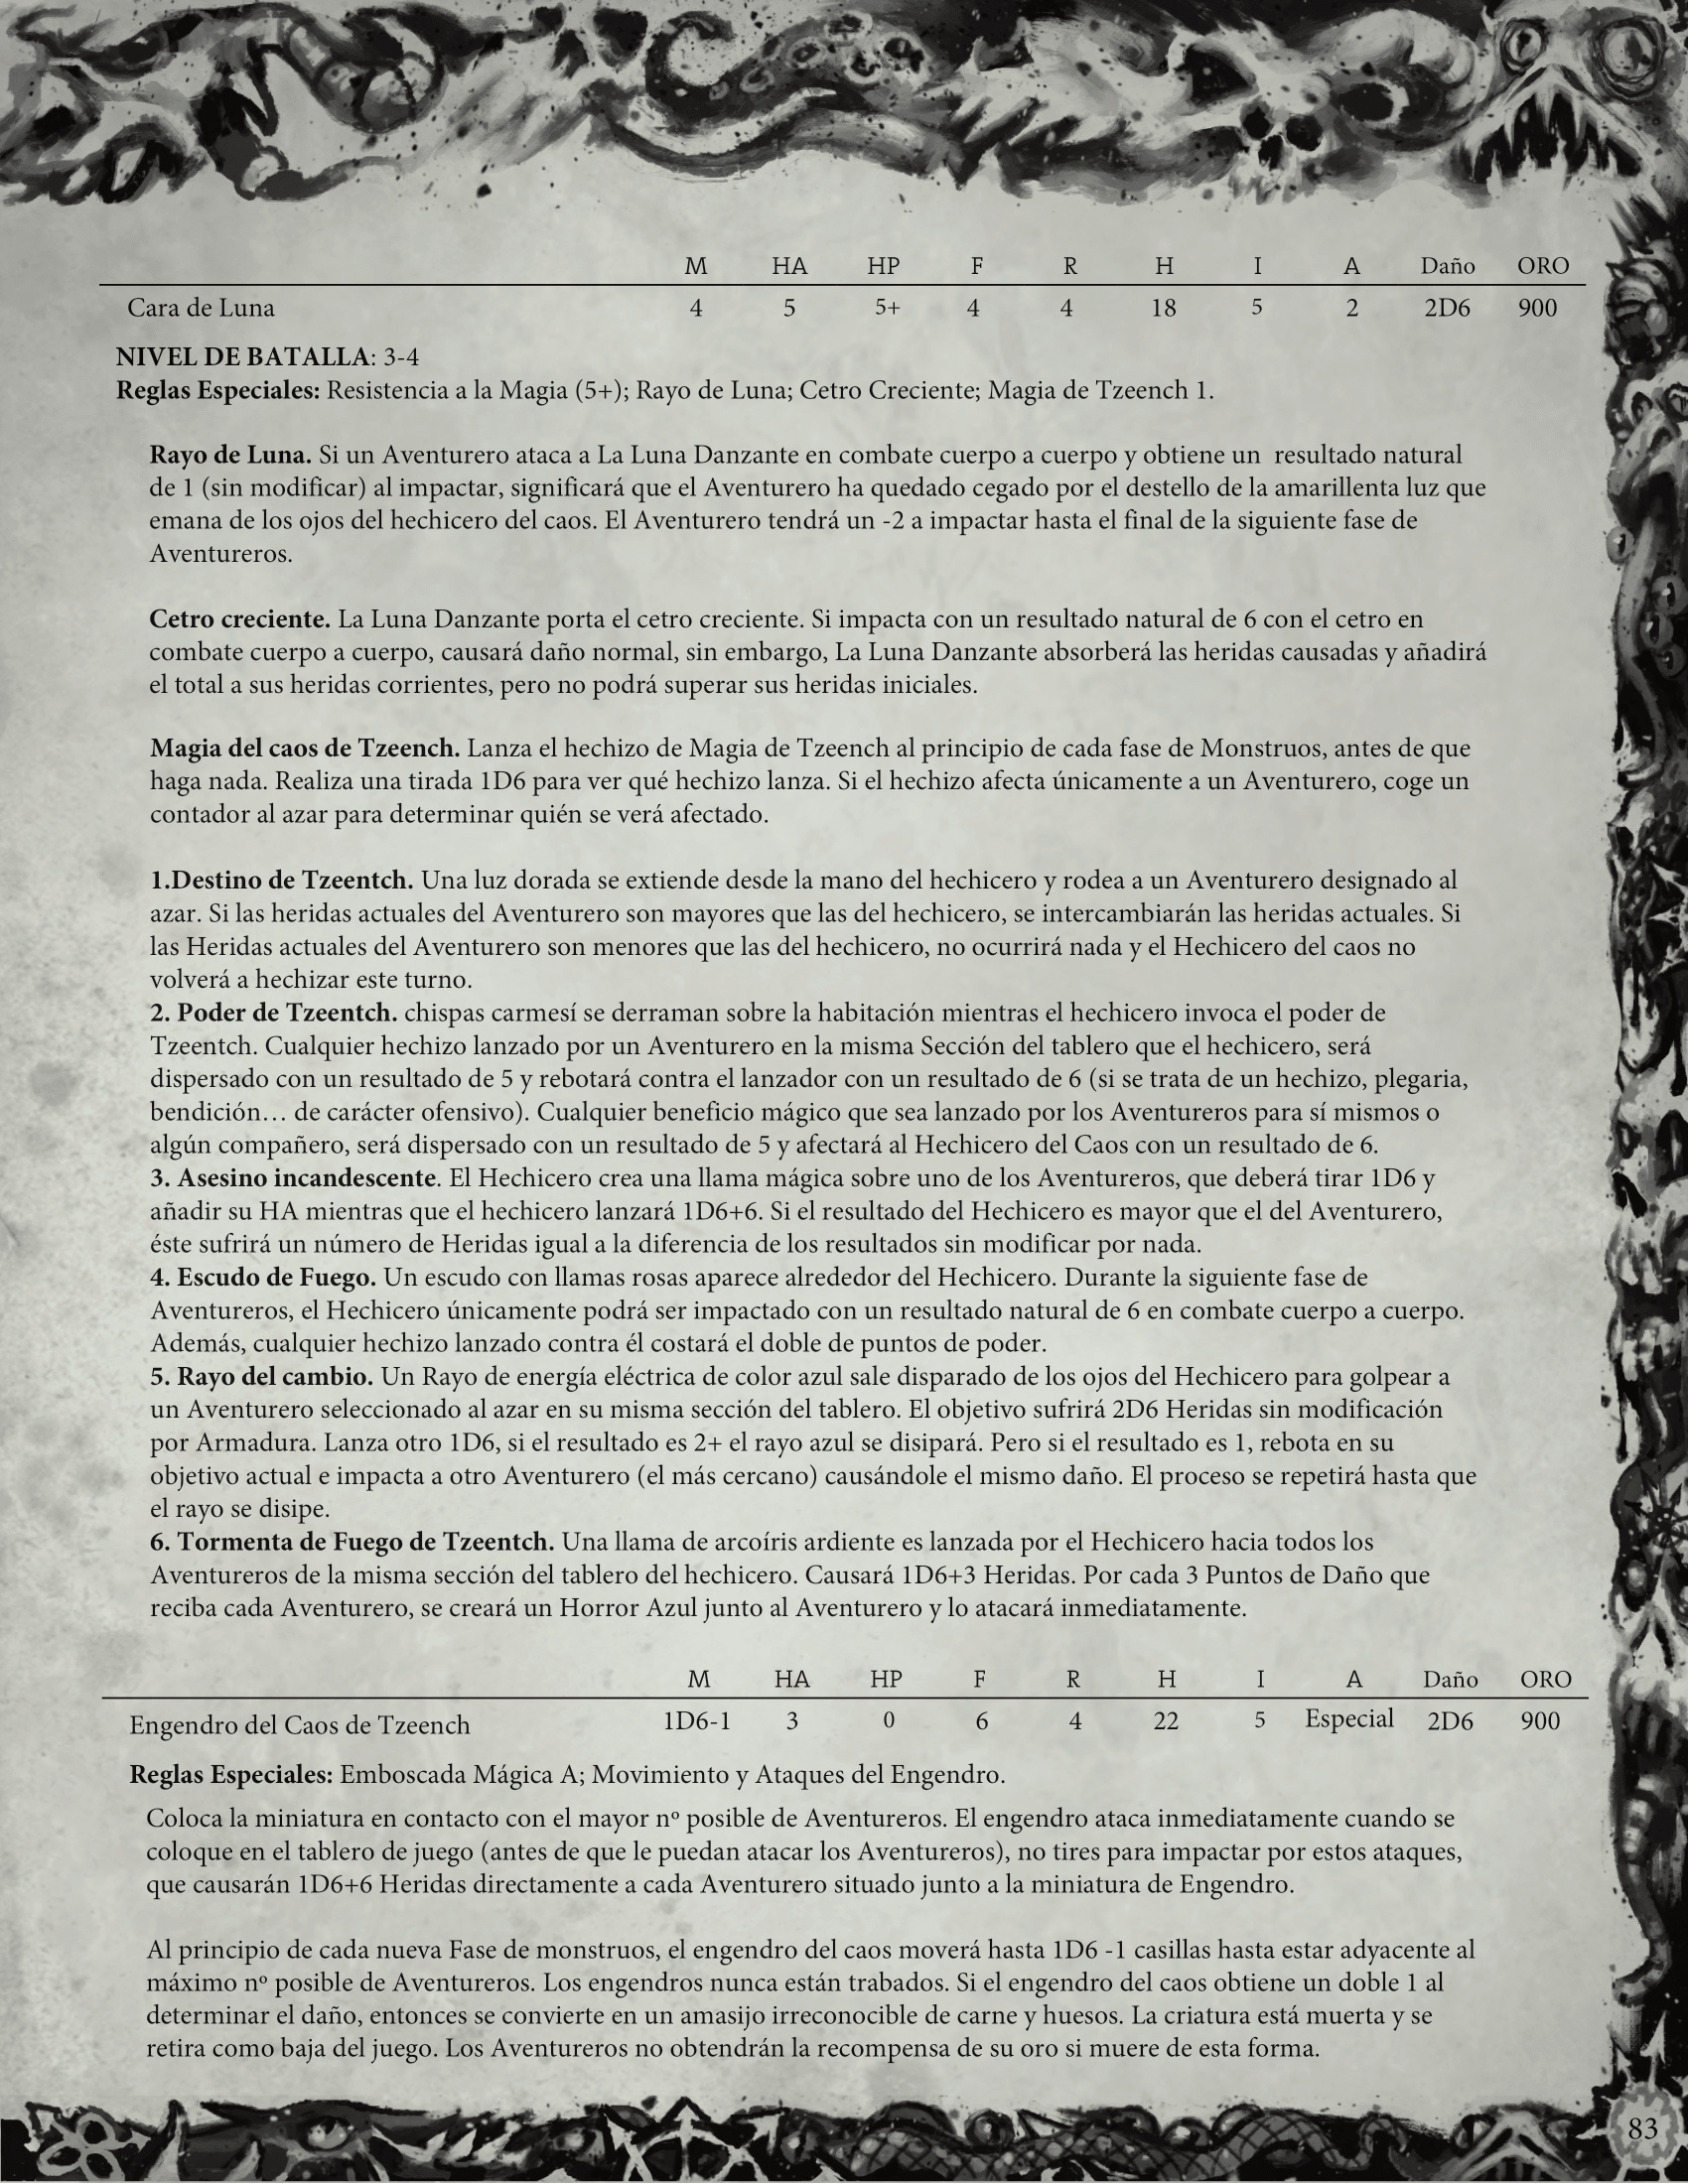 M HA HP F R H I A Daño ORO
Cara de Luna 4 5 5+ 4 4 18 5 2 2D6 900
NIVEL DE BATALLA: 3-4
Reglas Especiales: Resistencia a la Magia (5+); Rayo de Luna; Cetro Creciente; Magia de Tzeench 1.
Rayo de Luna. Si un Aventurero ataca a La Luna Danzante en combate cuerpo a cuerpo y obtiene un  resultado natural
de 1 (sin modificar) al impactar, significará que el Aventurero ha quedado cegado por el destello de la amarillenta luz que
emana de los ojos del hechicero del caos. El Aventurero tendrá un -2 a impactar hasta el final de la siguiente fase de
Aventureros.
Cetro creciente. La Luna Danzante porta el cetro creciente. Si impacta con un resultado natural de 6 con el cetro en
combate cuerpo a cuerpo, causará daño normal, sin embargo, La Luna Danzante absorberá las heridas causadas y añadirá
el total a sus heridas corrientes, pero no podrá superar sus heridas iniciales.
Magia del caos de Tzeench. Lanza el hechizo de Magia de Tzeench al principio de cada fase de Monstruos, antes de que
haga nada. Realiza una tirada 1D6 para ver qué hechizo lanza. Si el hechizo afecta únicamente a un Aventurero, coge un
contador al azar para determinar quién se verá afectado.
1.Destino de Tzeentch. Una luz dorada se extiende desde la mano del hechicero y rodea a un Aventurero designado al
azar. Si las heridas actuales del Aventurero son mayores que las del hechicero, se intercambiarán las heridas actuales. Si
las Heridas actuales del Aventurero son menores que las del hechicero, no ocurrirá nada y el Hechicero del caos no
volverá a hechizar este turno.
2. Poder de Tzeentch. chispas carmesí se derraman sobre la habitación mientras el hechicero invoca el poder de
Tzeentch. Cualquier hechizo lanzado por un Aventurero en la misma Sección del tablero que el hechicero, será
dispersado con un resultado de 5 y rebotará contra el lanzador con un resultado de 6 (si se trata de un hechizo, plegaria,
bendición… de carácter ofensivo). Cualquier beneficio mágico que sea lanzado por los Aventureros para sí mismos o
algún compañero, será dispersado con un resultado de 5 y afectará al Hechicero del Caos con un resultado de 6.
3. Asesino incandescente. El Hechicero crea una llama mágica sobre uno de los Aventureros, que deberá tirar 1D6 y
añadir su HA mientras que el hechicero lanzará 1D6+6. Si el resultado del Hechicero es mayor que el del Aventurero,
éste sufrirá un número de Heridas igual a la diferencia de los resultados sin modificar por nada.
4. Escudo de Fuego. Un escudo con llamas rosas aparece alrededor del Hechicero. Durante la siguiente fase de
Aventureros, el Hechicero únicamente podrá ser impactado con un resultado natural de 6 en combate cuerpo a cuerpo.
Además, cualquier hechizo lanzado contra él costará el doble de puntos de poder.
5. Rayo del cambio. Un Rayo de energía eléctrica de color azul sale disparado de los ojos del Hechicero para golpear a
un Aventurero seleccionado al azar en su misma sección del tablero. El objetivo sufrirá 2D6 Heridas sin modificación
por Armadura. Lanza otro 1D6, si el resultado es 2+ el rayo azul se disipará. Pero si el resultado es 1, rebota en su
objetivo actual e impacta a otro Aventurero (el más cercano) causándole el mismo daño. El proceso se repetirá hasta que
el rayo se disipe.
6. Tormenta de Fuego de Tzeentch. Una llama de arcoíris ardiente es lanzada por el Hechicero hacia todos los
Aventureros de la misma sección del tablero del hechicero. Causará 1D6+3 Heridas. Por cada 3 Puntos de Daño que
reciba cada Aventurero, se creará un Horror Azul junto al Aventurero y lo atacará inmediatamente.
M HA HP F R H I A Daño ORO
Engendro del Caos de Tzeench 1D6-1 3 0 6 4 22 5 Especial 2D6 900
Reglas Especiales: Emboscada Mágica A; Movimiento y Ataques del Engendro.
Coloca la miniatura en contacto con el mayor nº posible de Aventureros. El engendro ataca inmediatamente cuando se
coloque en el tablero de juego (antes de que le puedan atacar los Aventureros), no tires para impactar por estos ataques,
que causarán 1D6+6 Heridas directamente a cada Aventurero situado junto a la miniatura de Engendro.
Al principio de cada nueva Fase de monstruos, el engendro del caos moverá hasta 1D6 -1 casillas hasta estar adyacente al
máximo nº posible de Aventureros. Los engendros nunca están trabados. Si el engendro del caos obtiene un doble 1 al
determinar el daño, entonces se convierte en un amasijo irreconocible de carne y huesos. La criatura está muerta y se
retira como baja del juego. Los Aventureros no obtendrán la recompensa de su oro si muere de esta forma.
83